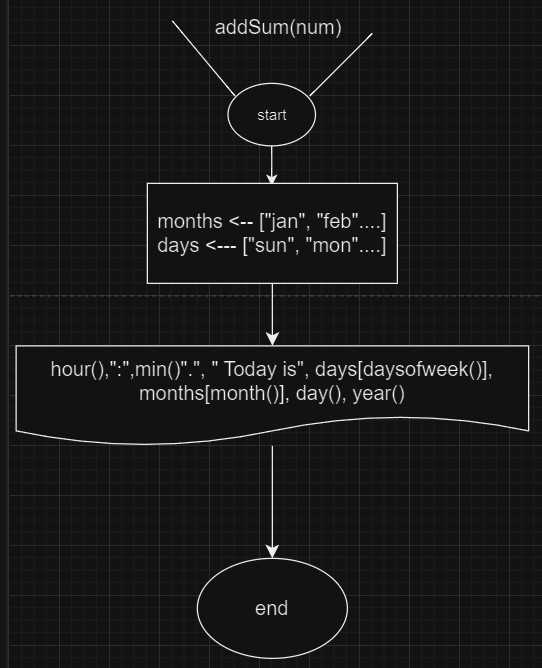 addSum(num)
start
months <-- ["jan", "feb"....]
days <--- ["sun", "mon"....]
hour(),":",min()".", " Today is", days[daysofweek()],
months[month()], day(), year()
end